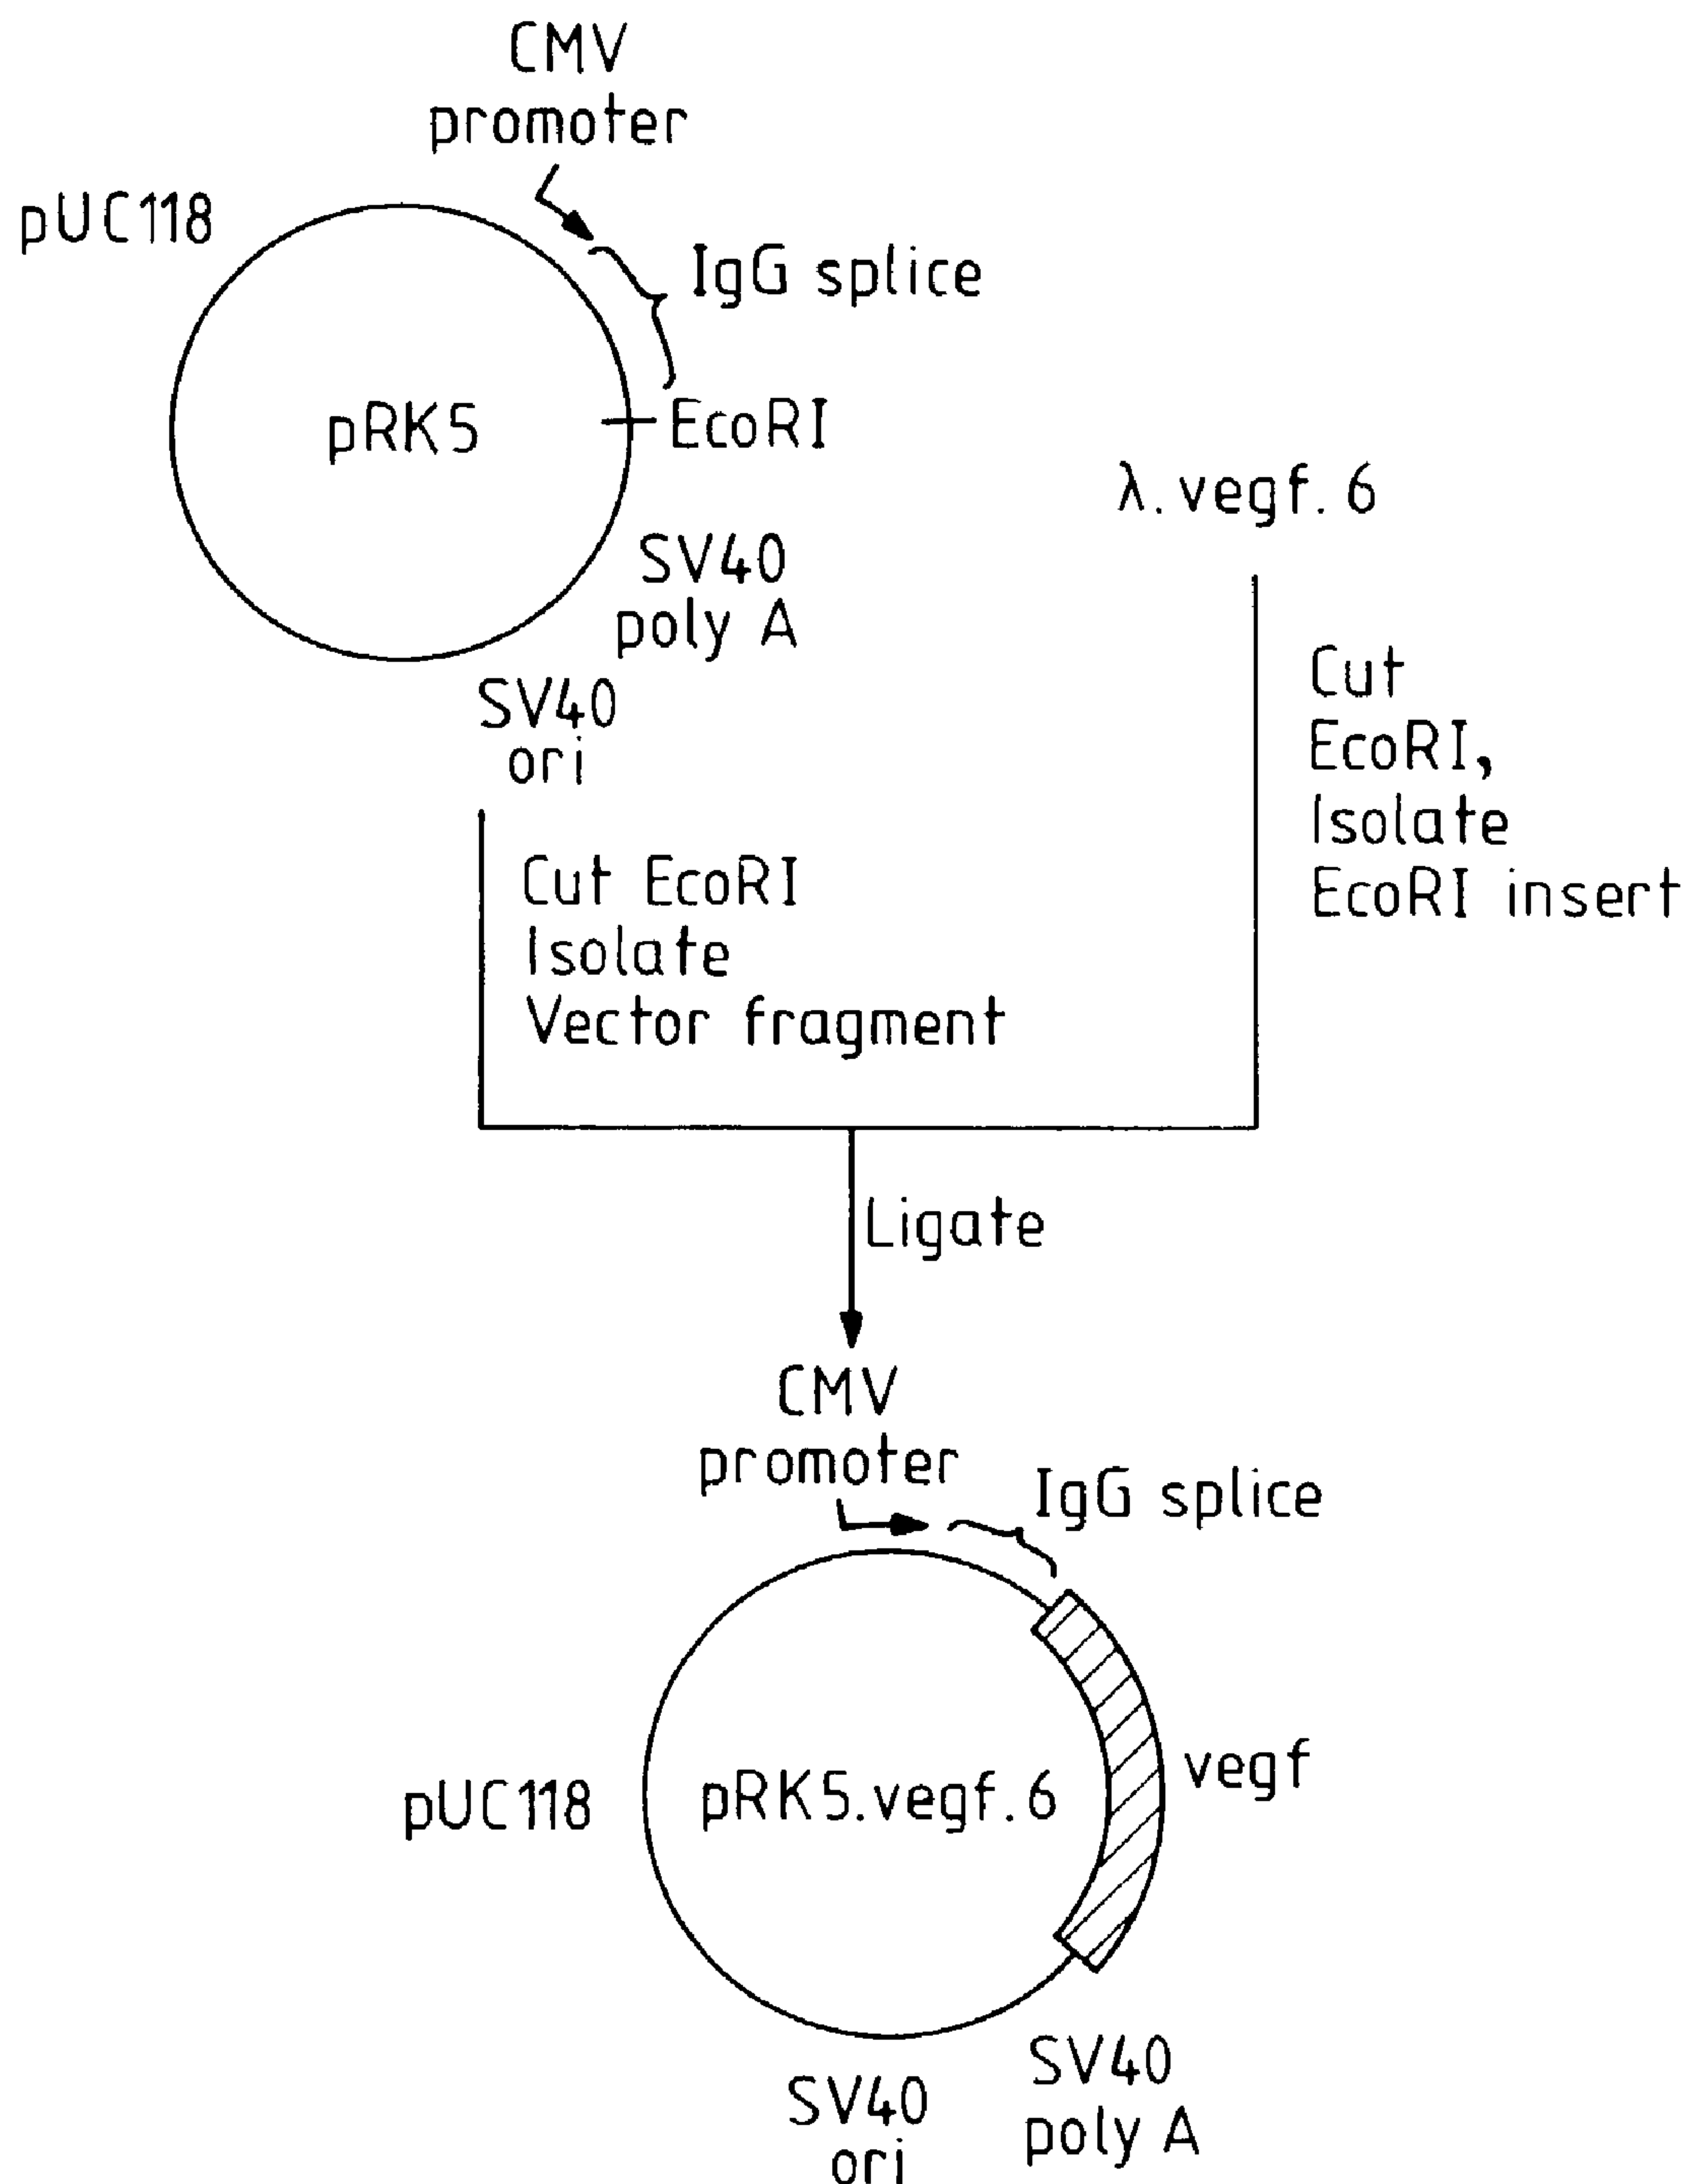 CMV
promoter
pUC118
IgG splice
pRK5
EcoRI
λ.vegf.6
SV40
poly A
SV40
ori
Cut
EcoRI,
Isolate
EcoRI insert
Cut EcoRI
Isolate
Vector fragment
Ligate
CMV
promoter
IgG splice
pUC118
pRK5.vegf.6
vegf
SV40
poly A
SV40
ori